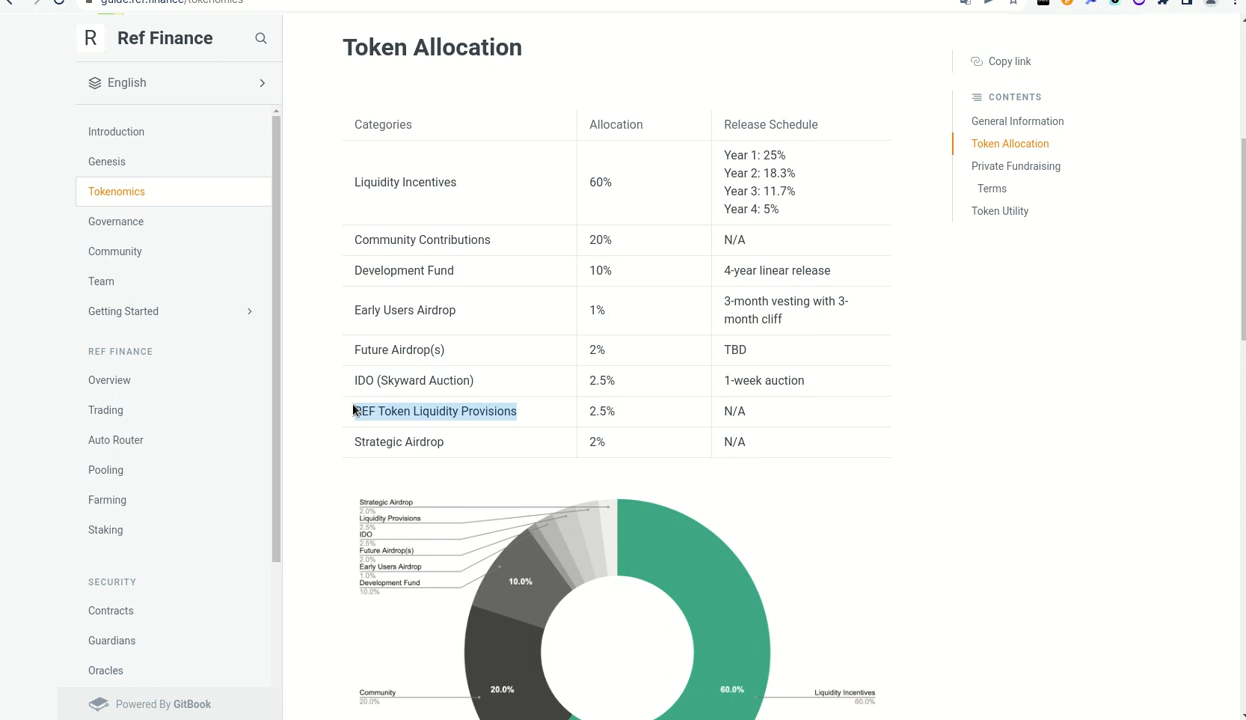 guide.ref.finance/tokenomics
R Ref Finance
English
Introduction
Genesis
Tokenomics
Governance
Community
Team
Getting Started
REF FINANCE
Overview
Trading
Auto Router
Pooling
Farming
Staking
SECURITY
Contracts
Guardians
Oracles
Powered By GitBook
Token Allocation
Categories Allocation Release Schedule
Liquidity Incentives 60% Year 1: 25%
Year 2: 18.3%
Year 3: 11.7%
Year 4: 5%
Community Contributions 20% N/A
Development Fund 10% 4-year linear release
Early Users Airdrop 1% 3-month vesting with 3-
month cliff
Future Airdrop(s) 2% TBD
IDO (Skyward Auction) 2.5% 1-week auction
REF Token Liquidity Provisions 2.5% N/A
Strategic Airdrop 2% N/A
Strategic Airdrop
2.0%
Liquidity Provisions
2.5%
IDO
2.5%
Future Airdrop(s)
2.0%
Early Users Airdrop
1.0%
Development Fund
10.0%
10.0%
Community
20.0%
20.0%
60.0%
Liquidity Incentives
60.0%
Copy link
CONTENTS
General Information
Token Allocation
Private Fundraising
Terms
Token Utility